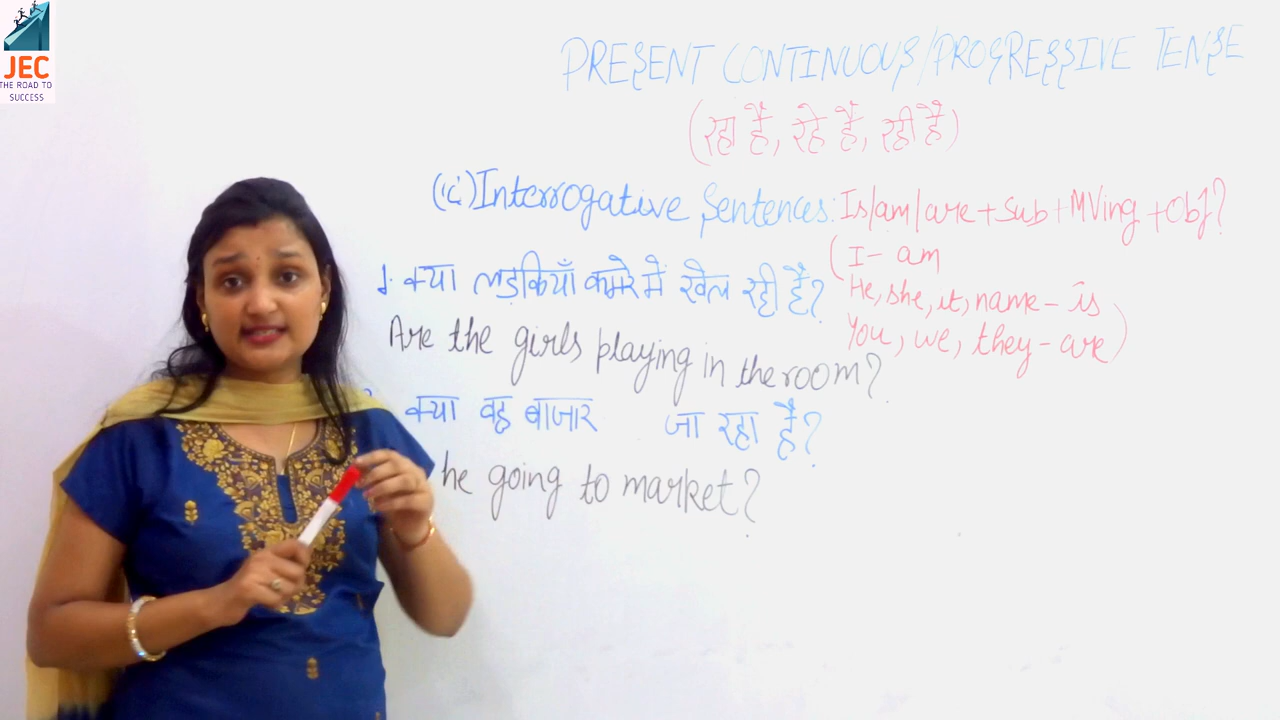 JEC
THE ROAD TO
SUCCESS
PRESENT CONTINUOUS/PROGRESSIVE TENSE
(रहा है, रहे हैं, रही है)
(ii) Interrogative Sentences: Is/am/are + Sub + MVing + Obj?
(I - am
He, she, it, name - is
You, we, they - are)
1. क्या लड़कियाँ कमरे में खेल रही हैं?
Are the girls playing in the room?
क्या वह बाजार जा रहा है?
he going to market?